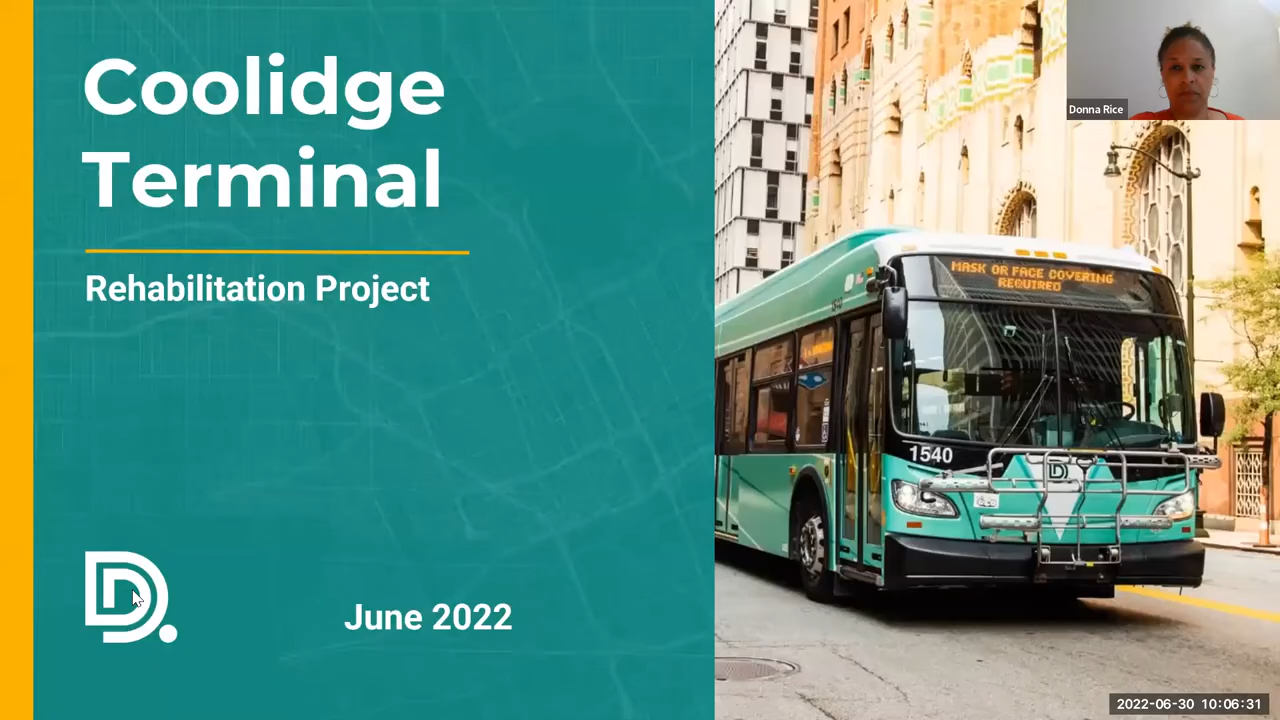 Coolidge
Terminal
Rehabilitation Project
June 2022
Donna Rice
MASK OR FACE COVERING
REQUIRED
1540
D
2022-06-30 10:06:31